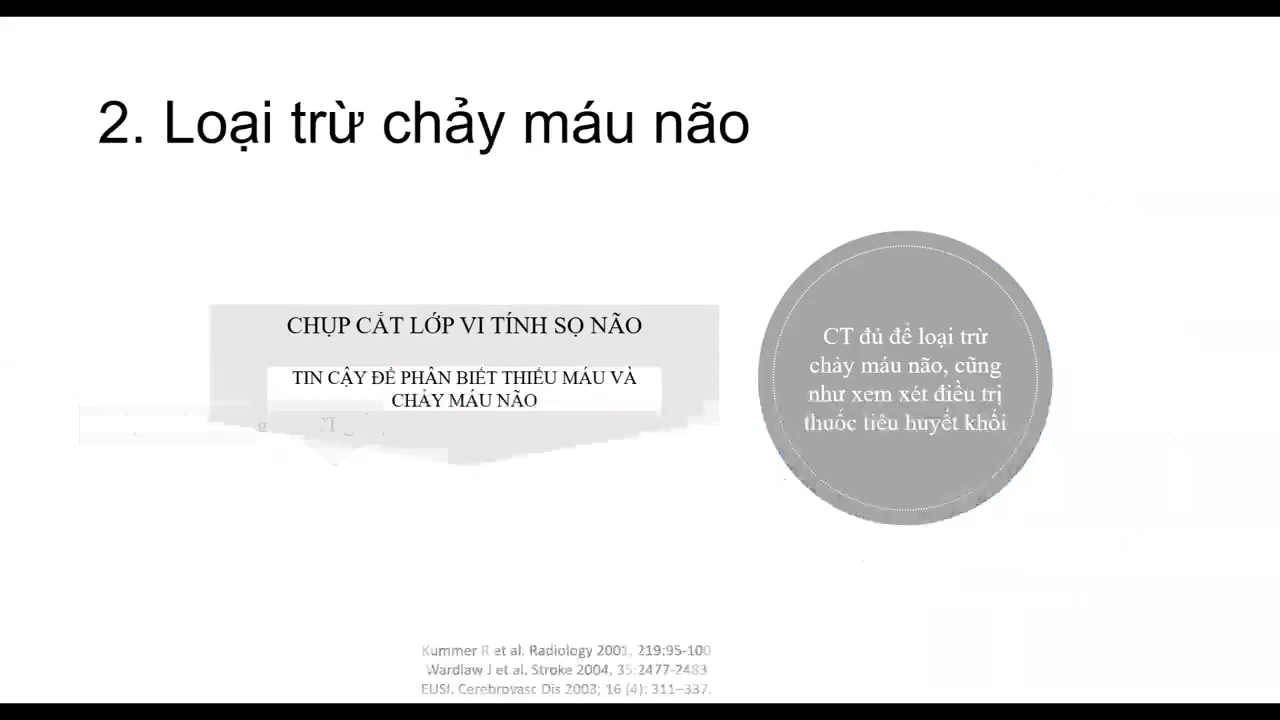 2. Loại trừ chảy máu não
CHỤP CẮT LỚP VI TÍNH SỌ NÃO
TIN CẬY ĐỂ PHÂN BIỆT THIẾU MÁU VÀ
CHẢY MÁU NÃO
CT đủ để loại trừ
chảy máu não, cũng
như xem xét điều trị
thuốc tiêu huyết khối
Kummer R et al. Radiology 2001, 219:95-100
Wardlaw J et al. Stroke 2004, 35:2477-2483
EUSI. Cerebrovasc Dis 2003; 16 (4): 311–337.